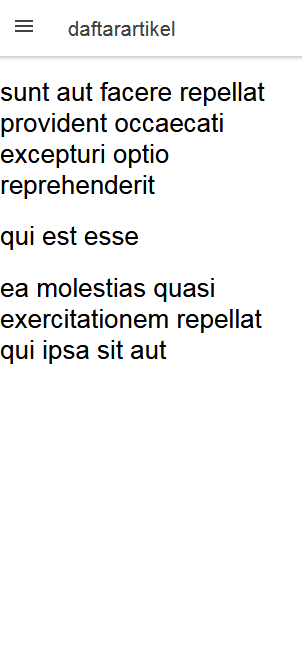 daftarartikel
sunt aut facere repellat
provident occaecati
excepturi optio
reprehenderit
qui est esse
ea molestias quasi
exercitationem repellat
qui ipsa sit aut